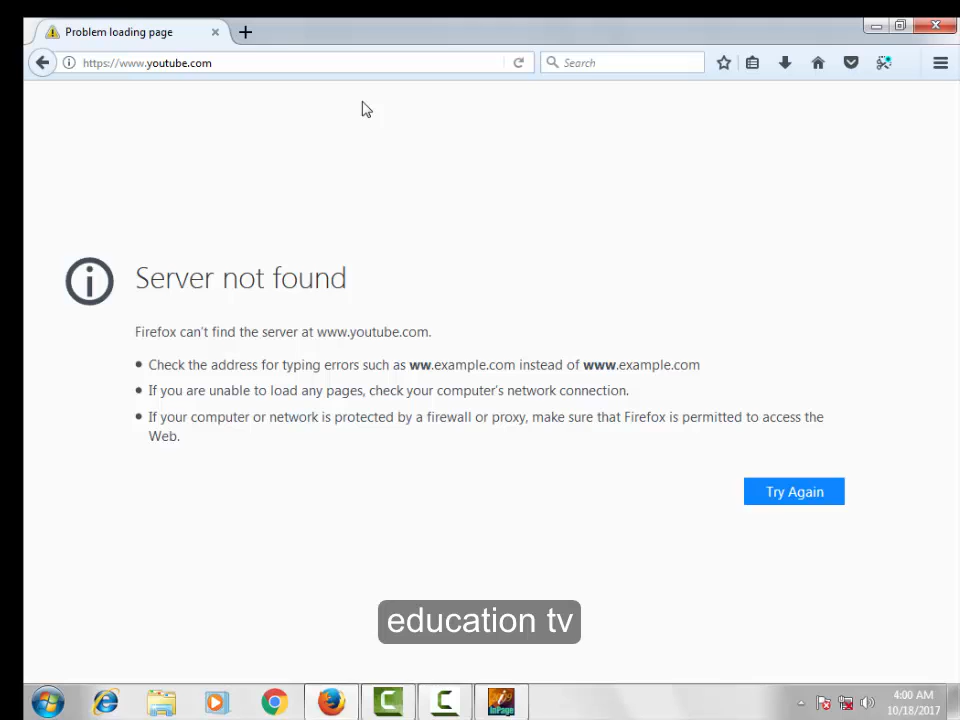 Problem loading page
https://www.youtube.com
Search
Server not found
Firefox can't find the server at www.youtube.com.
Check the address for typing errors such as ww.example.com instead of www.example.com
If you are unable to load any pages, check your computer's network connection.
If your computer or network is protected by a firewall or proxy, make sure that Firefox is permitted to access the
Web.
Try Again
education tv
InPage
4:00 AM
10/18/2017